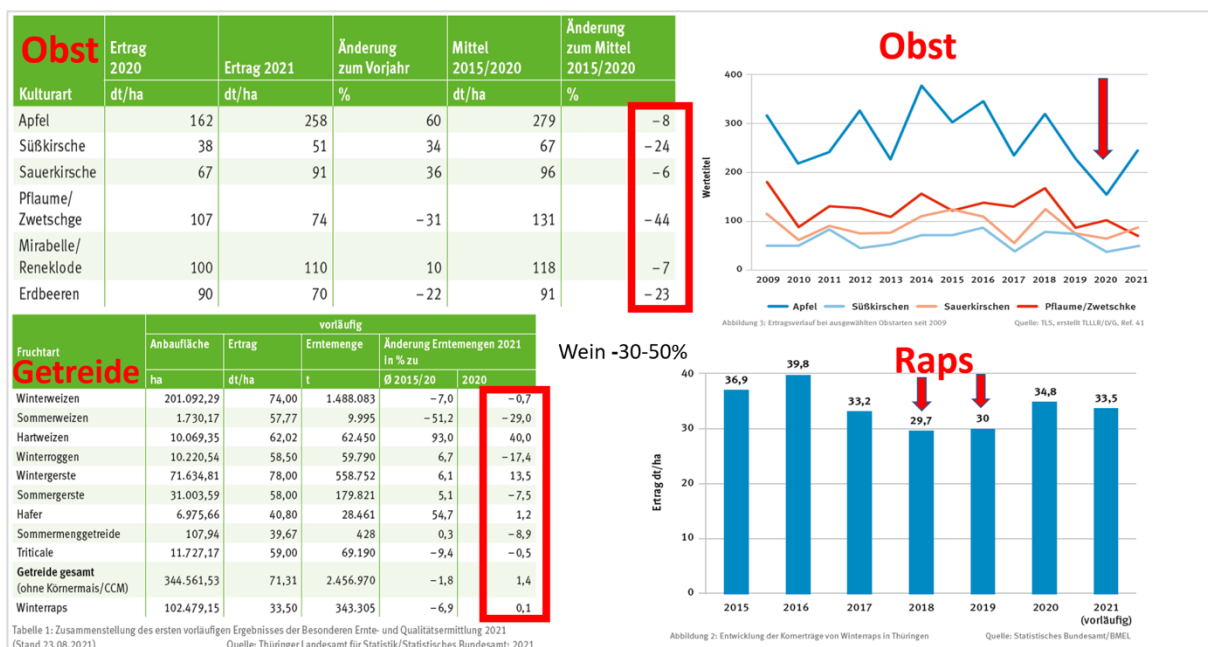 Obst
Ertrag 2020 | Ertrag 2021 | Änderung zum Vorjahr | Mittel 2015/2020 | Änderung zum Mittel 2015/2020
Kulturart | dt/ha | dt/ha | % | dt/ha | %
Apfel 162 258 60 279 −8
Süßkirsche 38 51 34 67 −24
Sauerkirsche 67 91 36 96 −6
Pflaume/
Zwetschge 107 74 −31 131 −44
Mirabelle/
Reneklode 100 110 10 118 −7
Erdbeeren 90 70 −22 91 −23
Obst
Wertetitel
400
300
200
100
0
2009 2010 2011 2012 2013 2014 2015 2016 2017 2018 2019 2020 2021
Apfel Süßkirschen Sauerkirschen Pflaume/Zwetschke
Abbildung 3: Ertragsverlauf bei ausgewählten Obstarten seit 2009 Quelle: TLS, erstellt TLLLR/LVG, Ref. 41
Getreide
vorläufig
Fruchtart | Anbaufläche | Ertrag | Erntemenge | Änderung Erntemengen 2021 in % zu
ha | dt/ha | t | Ø 2015/20 | 2020
Winterweizen 201.092,29 74,00 1.488.083 −7,0 −0,7
Sommerweizen 1.730,17 57,77 9.995 −51,2 −29,0
Hartweizen 10.069,35 62,02 62.450 93,0 40,0
Winterroggen 10.220,54 58,50 59.790 6,7 −17,4
Wintergerste 71.634,81 78,00 558.752 6,1 13,5
Sommergerste 31.003,59 58,00 179.821 5,1 −7,5
Hafer 6.975,66 40,80 28.461 54,7 1,2
Sommermenggetreide 107,94 39,67 428 0,3 −8,9
Triticale 11.727,17 59,00 69.190 −9,4 −0,5
Getreide gesamt
(ohne Körnermais/CCM) 344.561,53 71,31 2.456.970 −1,8 1,4
Winterraps 102.479,15 33,50 343.305 −6,9 0,1
Tabelle 1: Zusammenstellung des ersten vorläufigen Ergebnisses der Besonderen Ernte- und Qualitätsermittlung 2021
(Stand 23.08.2021) Quelle: Thüringer Landesamt für Statistik/Statistisches Bundesamt; 2021
Wein -30-50%
Raps
Ertrag dt/ha
40
30
20
10
0
36,9 39,8 33,2 29,7 30 34,8 33,5
2015 2016 2017 2018 2019 2020 2021
(vorläufig)
Abbildung 2: Entwicklung der Kornerträge von Winterraps in Thüringen Quelle: Statistisches Bundesamt/BMEL